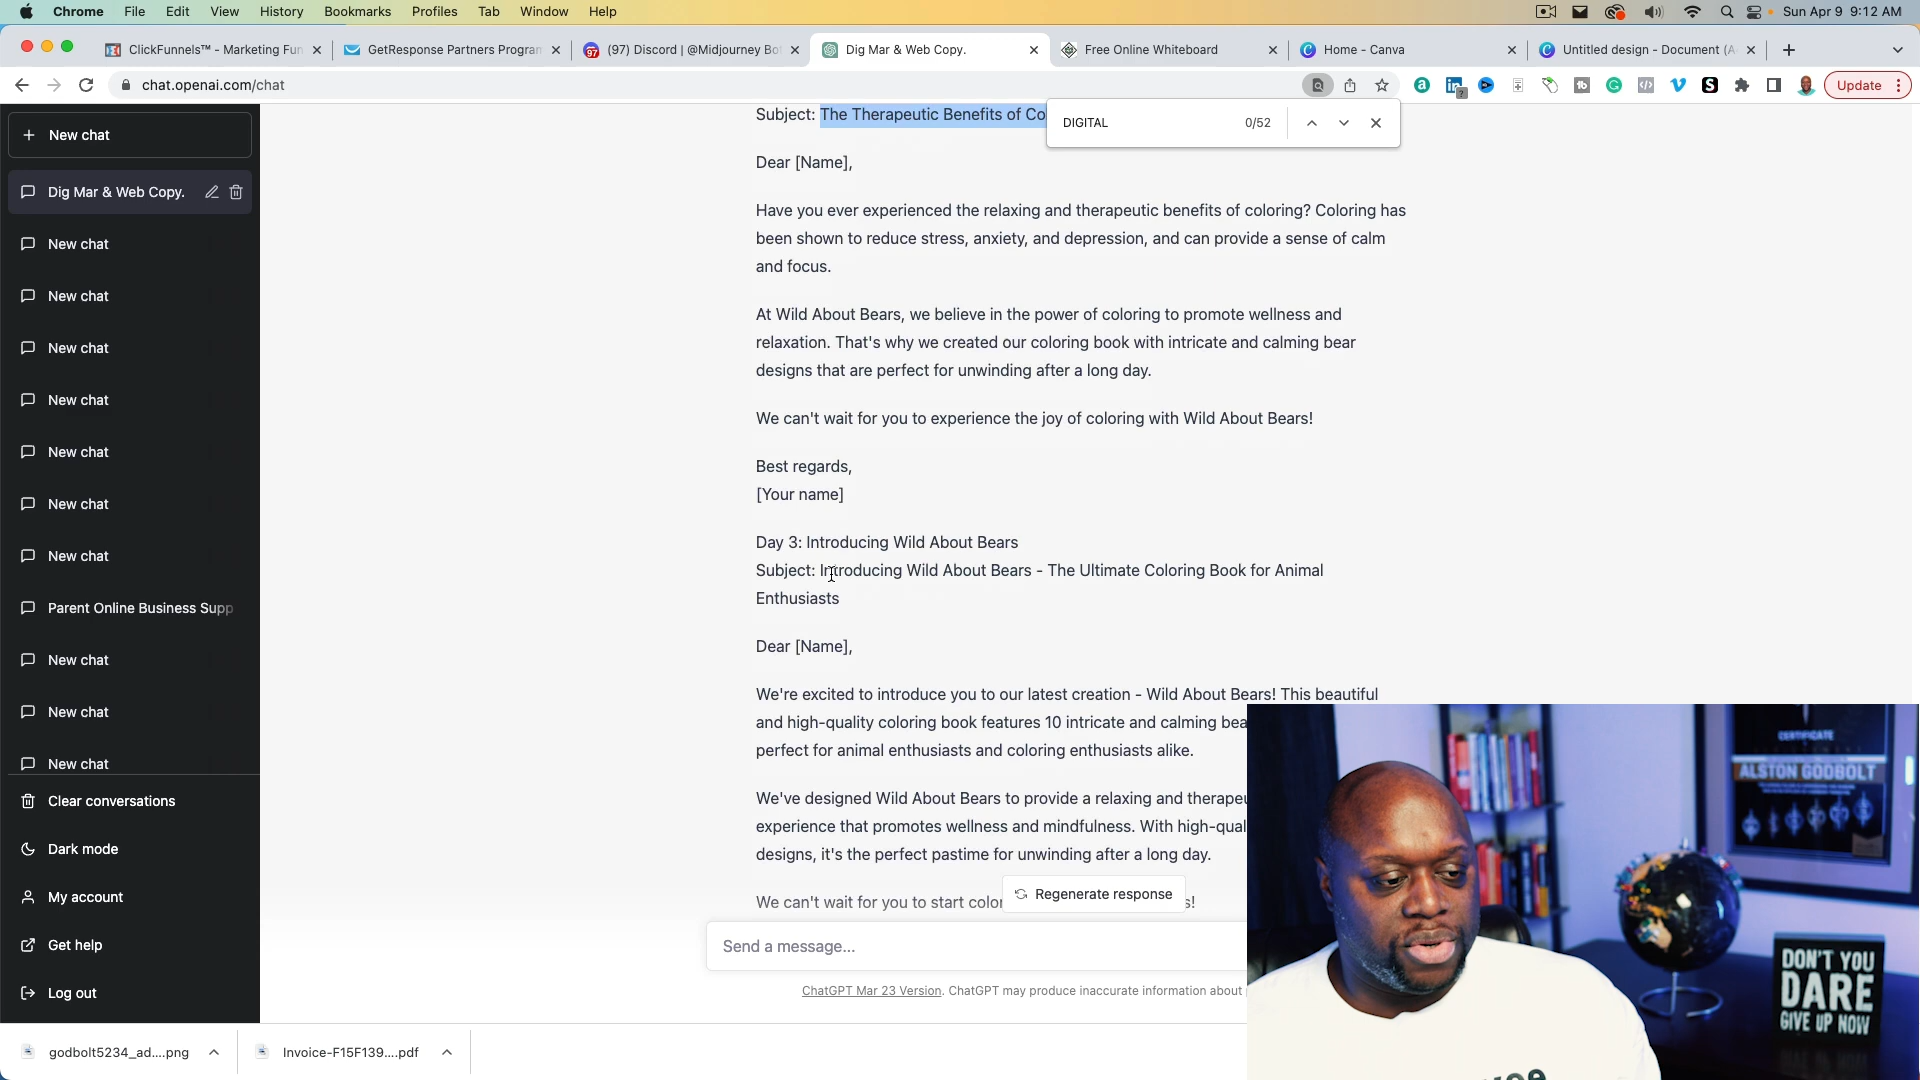 Chrome File Edit View History Bookmarks Profiles Tab Window Help Sun Apr 9 9:12 AM
ClickFunnels™ - Marketing Fun GetResponse Partners Program (97) Discord | @Midjourney Bot Dig Mar & Web Copy. Free Online Whiteboard Home - Canva Untitled design - Document (A
chat.openai.com/chat Update
DIGITAL 0/52
New chat
Dig Mar & Web Copy.
New chat
New chat
New chat
New chat
New chat
New chat
New chat
Parent Online Business Supp
New chat
New chat
New chat
Clear conversations
Dark mode
My account
Get help
Log out
Subject: The Therapeutic Benefits of Co
Dear [Name],
Have you ever experienced the relaxing and therapeutic benefits of coloring? Coloring has
been shown to reduce stress, anxiety, and depression, and can provide a sense of calm
and focus.
At Wild About Bears, we believe in the power of coloring to promote wellness and
relaxation. That's why we created our coloring book with intricate and calming bear
designs that are perfect for unwinding after a long day.
We can't wait for you to experience the joy of coloring with Wild About Bears!
Best regards,
[Your name]
Day 3: Introducing Wild About Bears
Subject: Introducing Wild About Bears - The Ultimate Coloring Book for Animal
Enthusiasts
Dear [Name],
We're excited to introduce you to our latest creation - Wild About Bears! This beautiful
and high-quality coloring book features 10 intricate and calming bea
perfect for animal enthusiasts and coloring enthusiasts alike.
We've designed Wild About Bears to provide a relaxing and therapeu
experience that promotes wellness and mindfulness. With high-qual
designs, it's the perfect pastime for unwinding after a long day.
We can't wait for you to start color s!
Regenerate response
Send a message...
ChatGPT Mar 23 Version. ChatGPT may produce inaccurate information about
CERTIFICATE
ALSTON GODBOLT
DON'T YOU
DARE
GIVE UP NOW
godbolt5234_ad....png Invoice-F15F139....pdf